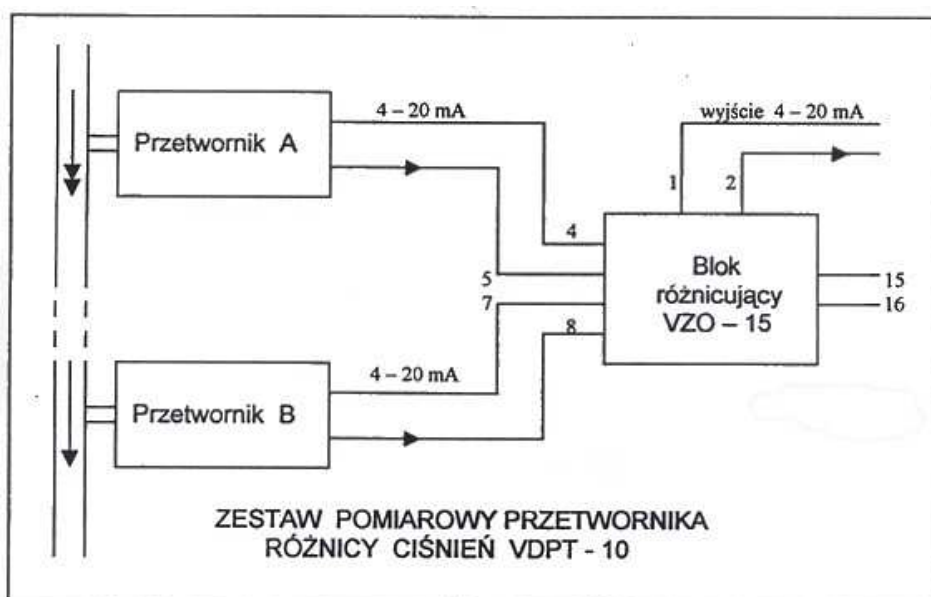 Przetwornik A
4 – 20 mA
wyjście 4 – 20 mA
1
2
4
5
7
8
Blok
różnicujący
VZO – 15
15
16
Przetwornik B
4 – 20 mA
ZESTAW POMIAROWY PRZETWORNIKA
RÓŻNICY CIŚNIEŃ VDPT - 10